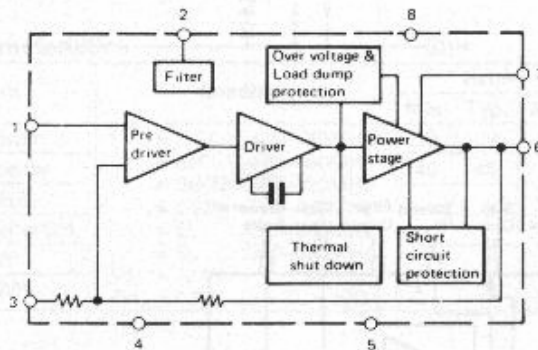 2
8
Filter
Over voltage &
Load dump
protection
7
1
Pre
driver
Driver
Power
stage
6
Thermal
shut down
Short
circuit
protection
3
4
5